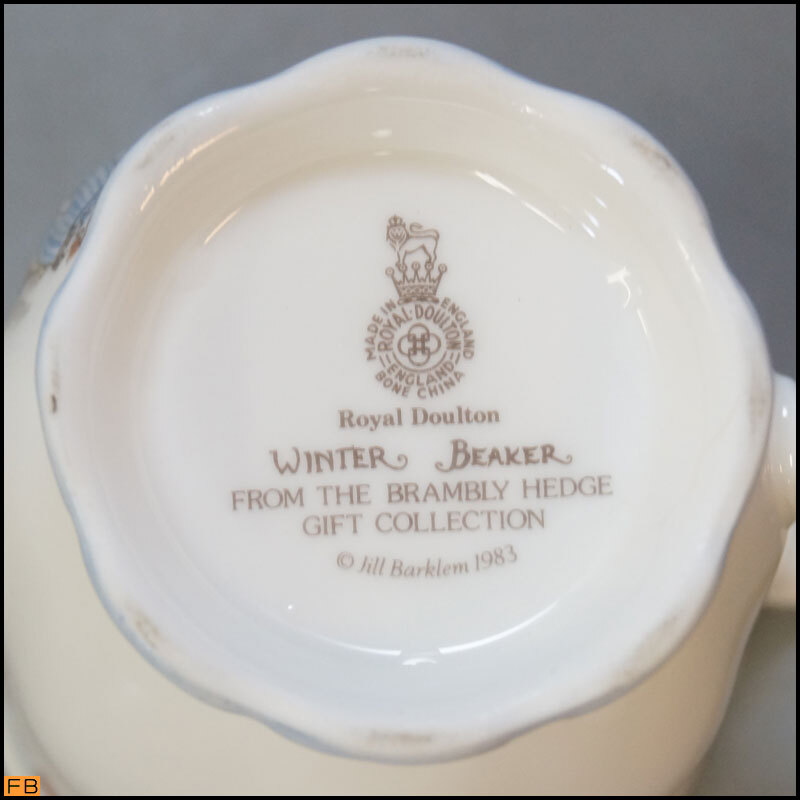 MADE IN ENGLAND
ROYAL·DOULTON
ENGLAND
BONE CHINA
Royal Doulton
WINTER BEAKER
FROM THE BRAMBLY HEDGE
GIFT COLLECTION
© Jill Barklem 1983
FB